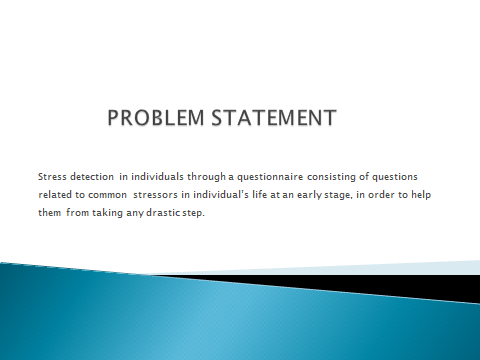 PROBLEM STATEMENT
Stress detection in individuals through a questionnaire consisting of questions
related to common stressors in individual's life at an early stage, in order to help
them from taking any drastic step.